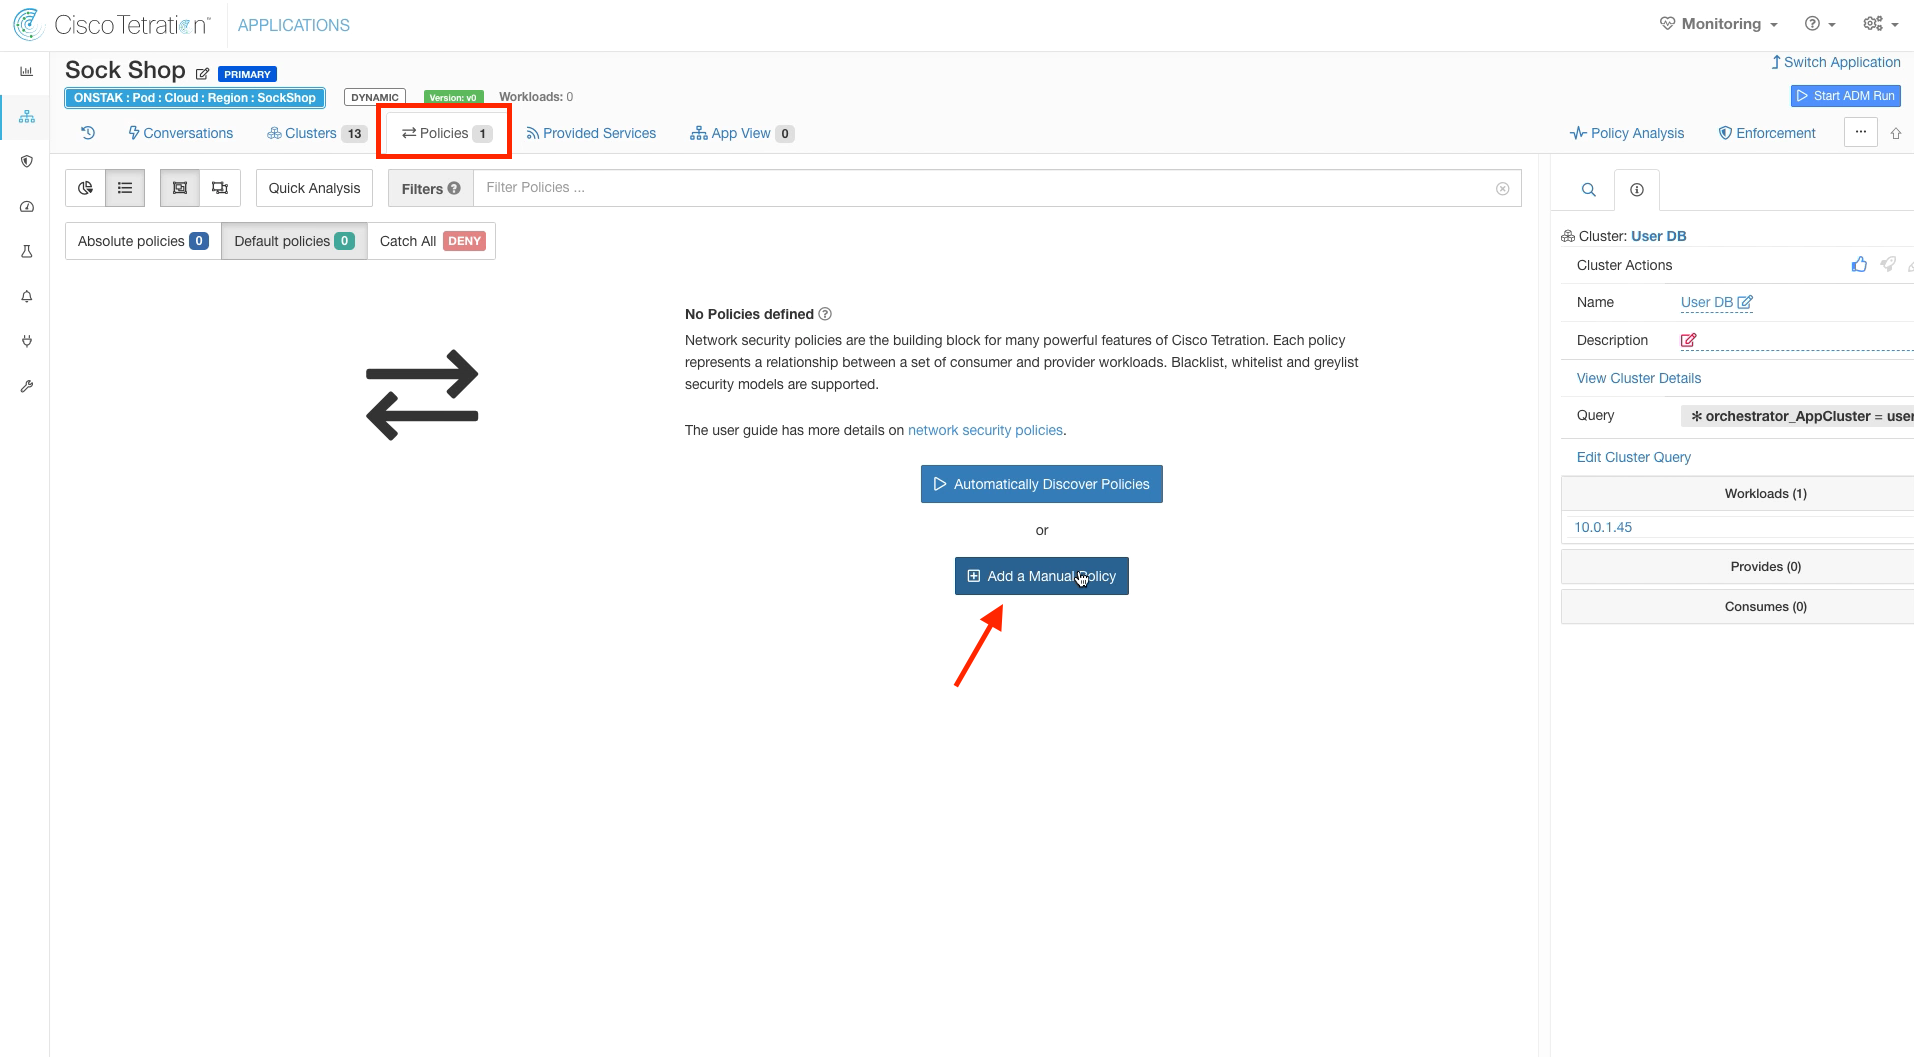 Cisco Tetration™ APPLICATIONS Monitoring
Sock Shop PRIMARY Switch Application
ONSTAK : Pod : Cloud : Region : SockShop DYNAMIC Version: v0 Workloads: 0 Start ADM Run
Conversations Clusters 13 Policies 1 Provided Services App View 0 Policy Analysis Enforcement ...
Quick Analysis Filters Filter Policies ...
Absolute policies 0 Default policies 0 Catch All DENY
No Policies defined
Network security policies are the building block for many powerful features of Cisco Tetration. Each policy
represents a relationship between a set of consumer and provider workloads. Blacklist, whitelist and greylist
security models are supported.
The user guide has more details on network security policies.
Automatically Discover Policies
or
Add a Manual Policy
Cluster: User DB
Cluster Actions
Name User DB
Description
View Cluster Details
Query * orchestrator_AppCluster = user
Edit Cluster Query
Workloads (1)
10.0.1.45
Provides (0)
Consumes (0)